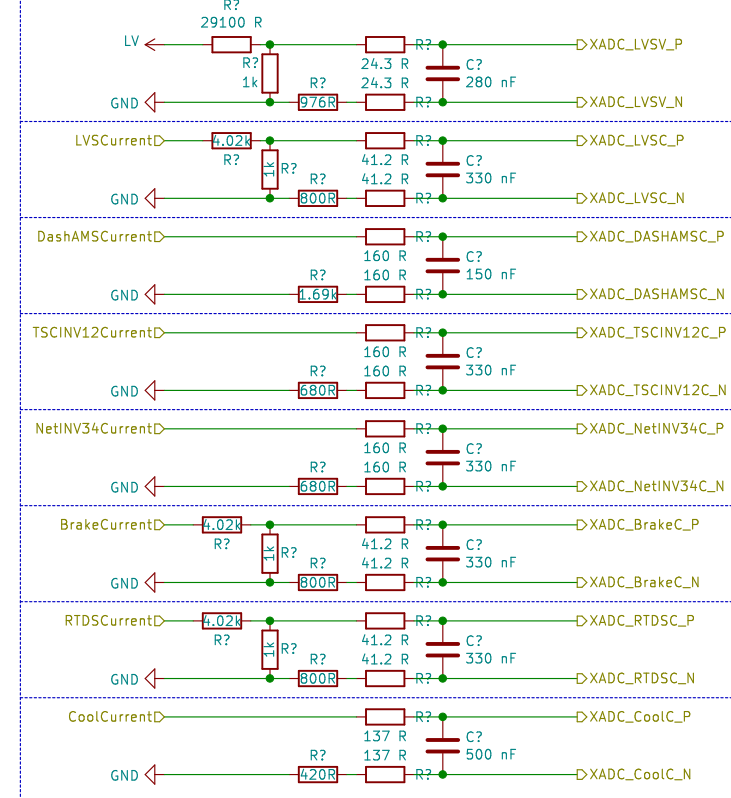 R?
29100 R
LV
R?
XADC_LVSV_P
R?
1k
24.3 R
C?
R?
24.3 R
280 nF
GND
976R
R?
XADC_LVSV_N
LVSCurrent
4.02k
R?
XADC_LVSC_P
R?
1k
R?
41.2 R
C?
R?
41.2 R
330 nF
GND
800R
R?
XADC_LVSC_N
DashAMSCurrent
R?
XADC_DASHAMSC_P
160 R
C?
R?
160 R
150 nF
GND
1.69k
R?
XADC_DASHAMSC_N
TSCINV12Current
R?
XADC_TSCINV12C_P
160 R
C?
R?
160 R
330 nF
GND
680R
R?
XADC_TSCINV12C_N
NetINV34Current
R?
XADC_NetINV34C_P
160 R
C?
R?
160 R
330 nF
GND
680R
R?
XADC_NetINV34C_N
BrakeCurrent
4.02k
R?
XADC_BrakeC_P
R?
1k
R?
41.2 R
C?
R?
41.2 R
330 nF
GND
800R
R?
XADC_BrakeC_N
RTDSCurrent
4.02k
R?
XADC_RTDSC_P
R?
1k
R?
41.2 R
C?
R?
41.2 R
330 nF
GND
800R
R?
XADC_RTDSC_N
CoolCurrent
R?
XADC_CoolC_P
137 R
C?
R?
137 R
500 nF
GND
420R
R?
XADC_CoolC_N